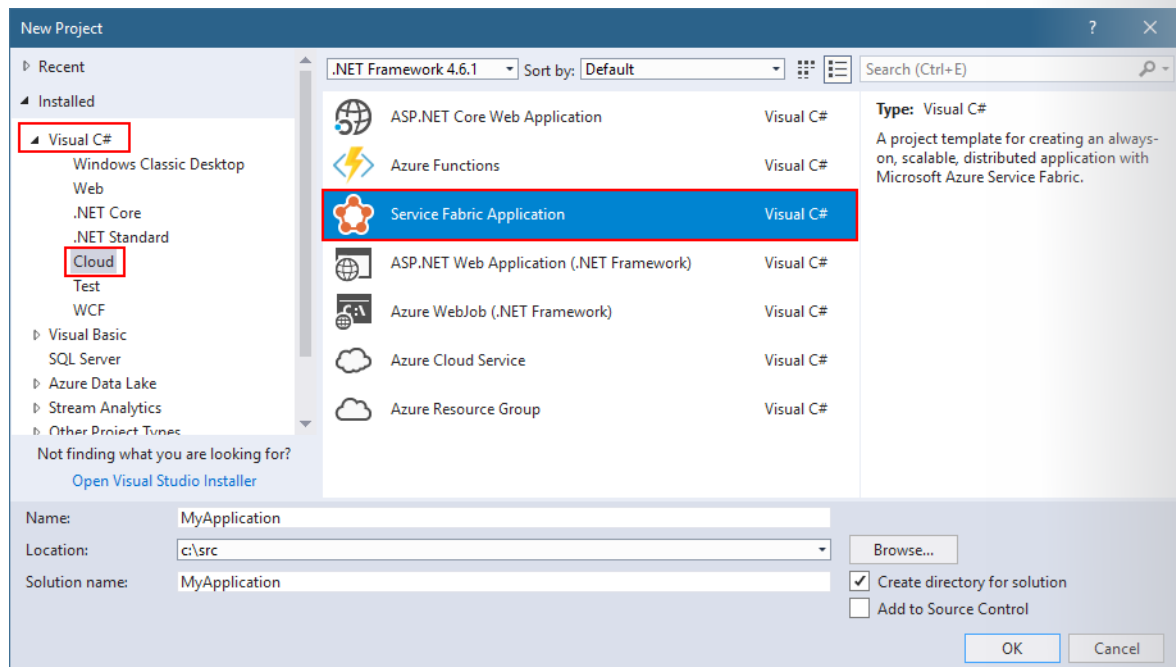 New Project
?
Recent
Installed
Visual C#
Windows Classic Desktop
Web
.NET Core
.NET Standard
Cloud
Test
WCF
Visual Basic
SQL Server
Azure Data Lake
Stream Analytics
Other Project Types
Not finding what you are looking for?
Open Visual Studio Installer
.NET Framework 4.6.1 Sort by: Default
Search (Ctrl+E)
ASP.NET Core Web Application Visual C#
Azure Functions Visual C#
Service Fabric Application Visual C#
ASP.NET Web Application (.NET Framework) Visual C#
Azure WebJob (.NET Framework) Visual C#
Azure Cloud Service Visual C#
Azure Resource Group Visual C#
Type: Visual C#
A project template for creating an always-
on, scalable, distributed application with
Microsoft Azure Service Fabric.
Name: MyApplication
Location: c:\src Browse...
Solution name: MyApplication
Create directory for solution
Add to Source Control
OK Cancel